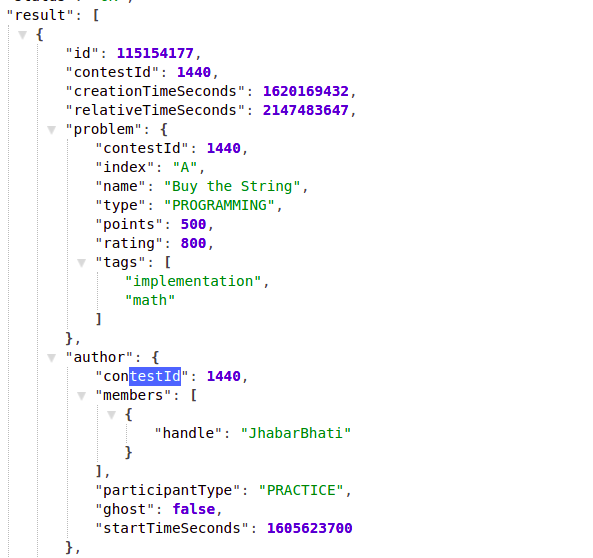 "result": [
{
"id": 115154177,
"contestId": 1440,
"creationTimeSeconds": 1620169432,
"relativeTimeSeconds": 2147483647,
"problem": {
"contestId": 1440,
"index": "A",
"name": "Buy the String",
"type": "PROGRAMMING",
"points": 500,
"rating": 800,
"tags": [
"implementation",
"math"
]
},
"author": {
"contestId": 1440,
"members": [
{
"handle": "JhabarBhati"
}
],
"participantType": "PRACTICE",
"ghost": false,
"startTimeSeconds": 1605623700
},